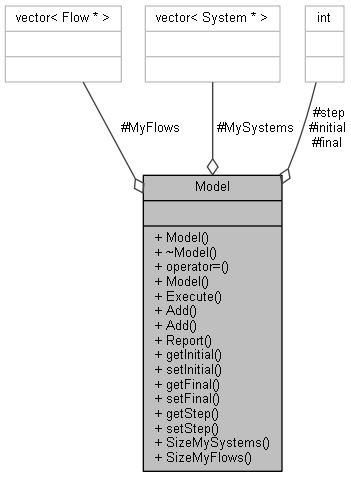 vector< Flow * >
vector< System * >
int
#MyFlows
#MySystems
#step
#initial
#final
Model
+ Model()
+ ~Model()
+ operator=()
+ Model()
+ Execute()
+ Add()
+ Add()
+ Report()
+ getInitial()
+ setInitial()
+ getFinal()
+ setFinal()
+ getStep()
+ setStep()
+ SizeMySystems()
+ SizeMyFlows()